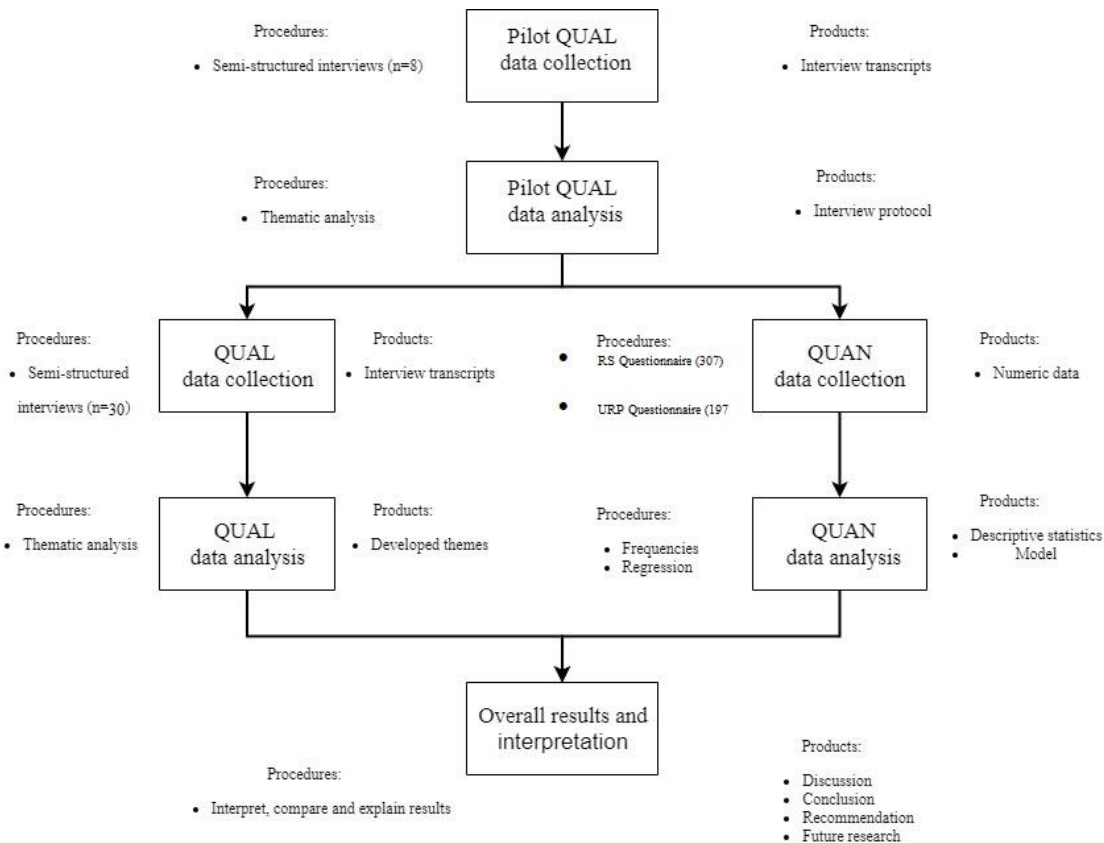 Procedures:
• Semi-structured interviews (n=8)
Pilot QUAL
data collection
Products:
• Interview transcripts
Procedures:
• Thematic analysis
Pilot QUAL
data analysis
Products:
• Interview protocol
Procedures:
• Semi-structured
interviews (n=30)
QUAL
data collection
Products:
• Interview transcripts
Procedures:
• RS Questionnaire (307)
• URP Questionnaire (197
QUAN
data collection
Products:
• Numeric data
Procedures:
• Thematic analysis
QUAL
data analysis
Products:
• Developed themes
Procedures:
• Frequencies
• Regression
QUAN
data analysis
Products:
• Descriptive statistics
• Model
Overall results and
interpretation
Procedures:
• Interpret, compare and explain results
Products:
• Discussion
• Conclusion
• Recommendation
• Future research